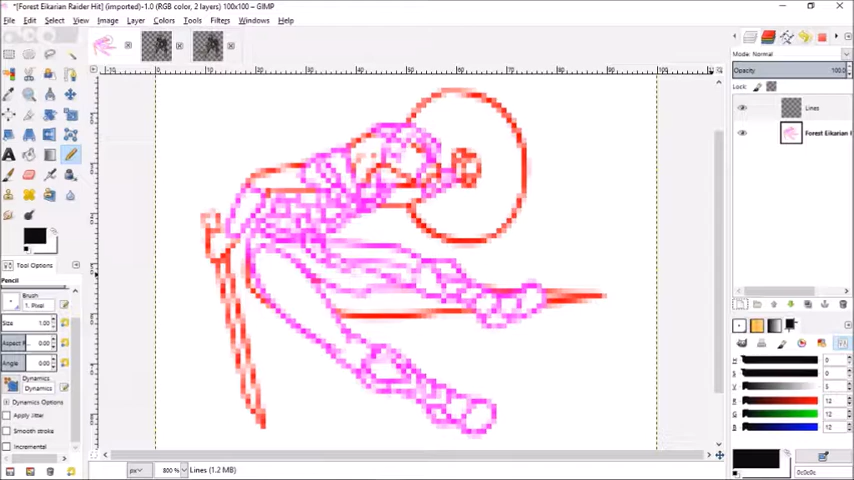 *[Forest Eikarian Raider Hit] (imported)-1.0 (RGB color, 2 layers) 100x100 – GIMP
File Edit Select View Image Layer Colors Tools Filters Windows Help
Mode: Normal
Opacity 100.0
Lock:
Lines
Forest Eikarian
Tool Options
Pencil
Brush
1. Pixel
Size 1.00
Aspect R... 0.00
Angle 0.00
Dynamics
Dynamics
Dynamics Options
Apply Jitter
Smooth stroke
Incremental
H 0
S 0
V 5
R 12
G 12
B 12
0c0c0c
px 800 % Lines (1.2 MB)